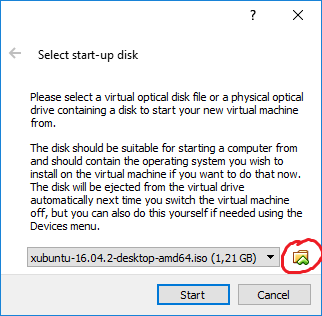 ?
Select start-up disk
Please select a virtual optical disk file or a physical optical
drive containing a disk to start your new virtual machine
from.
The disk should be suitable for starting a computer from
and should contain the operating system you wish to
install on the virtual machine if you want to do that now.
The disk will be ejected from the virtual drive
automatically next time you switch the virtual machine
off, but you can also do this yourself if needed using the
Devices menu.
xubuntu-16.04.2-desktop-amd64.iso (1,21 GB)
Start Cancel